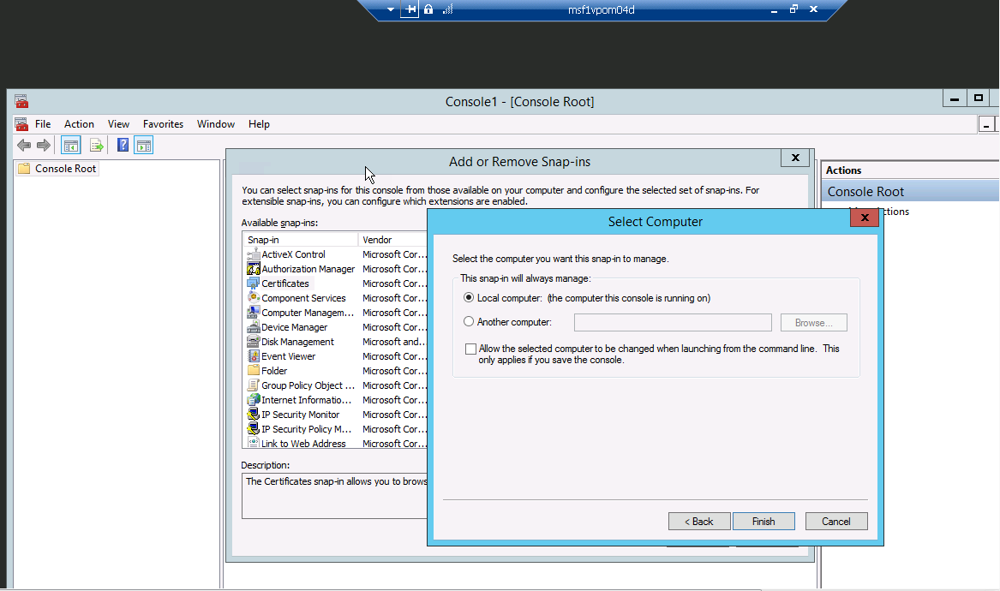 msf1vpom04d
Console1 - [Console Root]
File Action View Favorites Window Help
Console Root
Add or Remove Snap-ins
You can select snap-ins for this console from those available on your computer and configure the selected set of snap-ins. For
extensible snap-ins, you can configure which extensions are enabled.
Available snap-ins:
Snap-in Vendor
ActiveX Control Microsoft Cor...
Authorization Manager Microsoft Cor...
Certificates Microsoft Cor...
Component Services Microsoft Cor...
Computer Managem... Microsoft Cor...
Device Manager Microsoft Cor...
Disk Management Microsoft and...
Event Viewer Microsoft Cor...
Folder Microsoft Cor...
Group Policy Object ... Microsoft Cor...
Internet Informatio... Microsoft Cor...
IP Security Monitor Microsoft Cor...
IP Security Policy M... Microsoft Cor...
Link to Web Address Microsoft Cor...
Description:
The Certificates snap-in allows you to brows
Select Computer
Select the computer you want this snap-in to manage.
This snap-in will always manage:
Local computer: (the computer this console is running on)
Another computer: Browse...
Allow the selected computer to be changed when launching from the command line. This
only applies if you save the console.
< Back Finish Cancel
Actions
Console Root
ctions